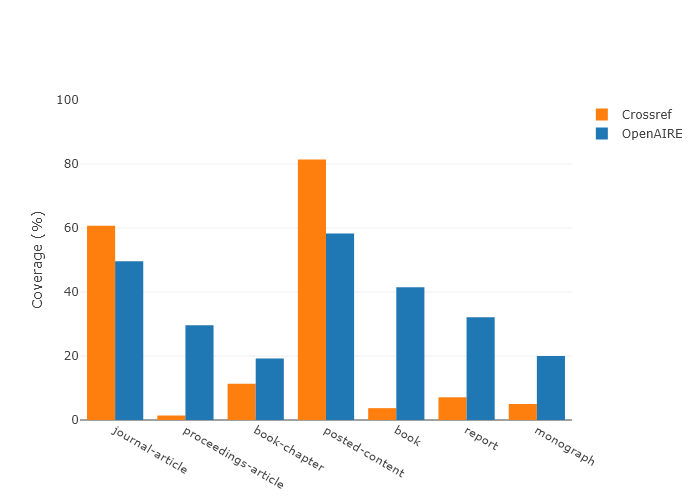 100
80
60
40
20
0
Coverage (%)
journal-article
proceedings-article
book-chapter
posted-content
book
report
monograph
Crossref
OpenAIRE